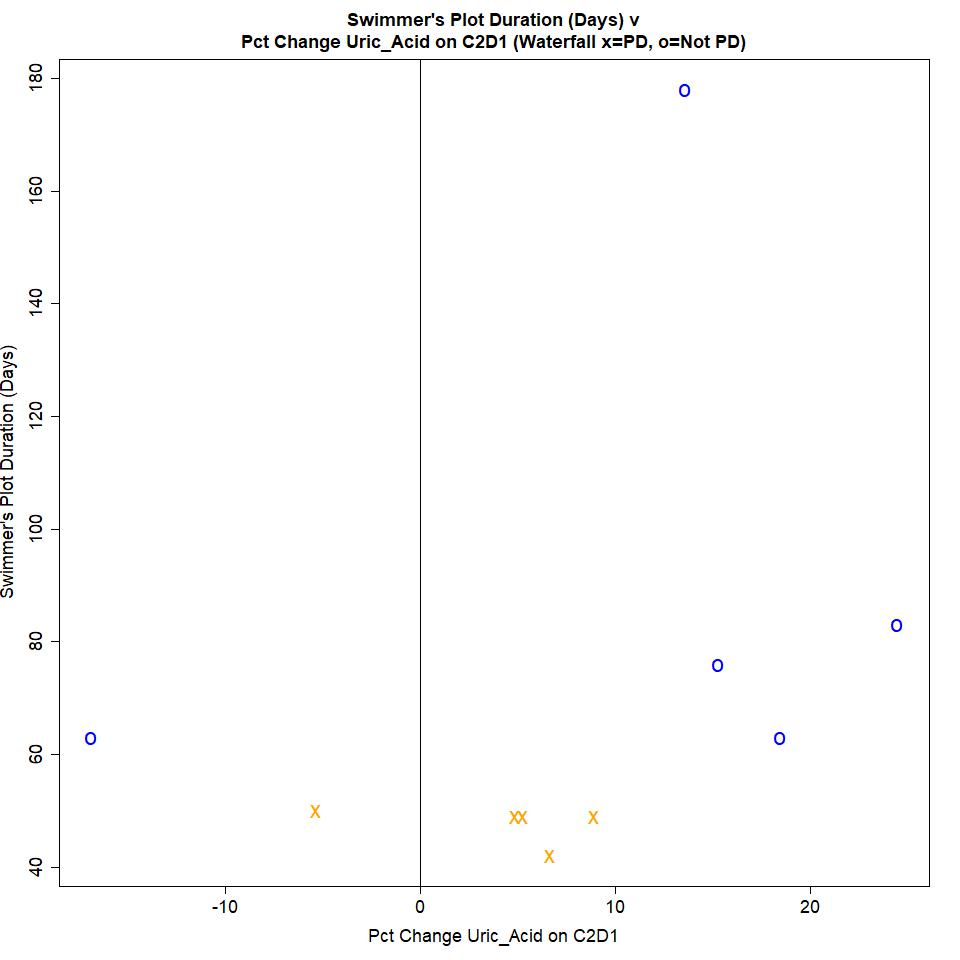 Swimmer's Plot Duration (Days) v
Pct Change Uric_Acid on C2D1 (Waterfall x=PD, o=Not PD)
Swimmer's Plot Duration (Days)
180
160
140
120
100
80
60
40
O
O
O
O
O
X
XX
X
X
-10
0
10
20
Pct Change Uric_Acid on C2D1